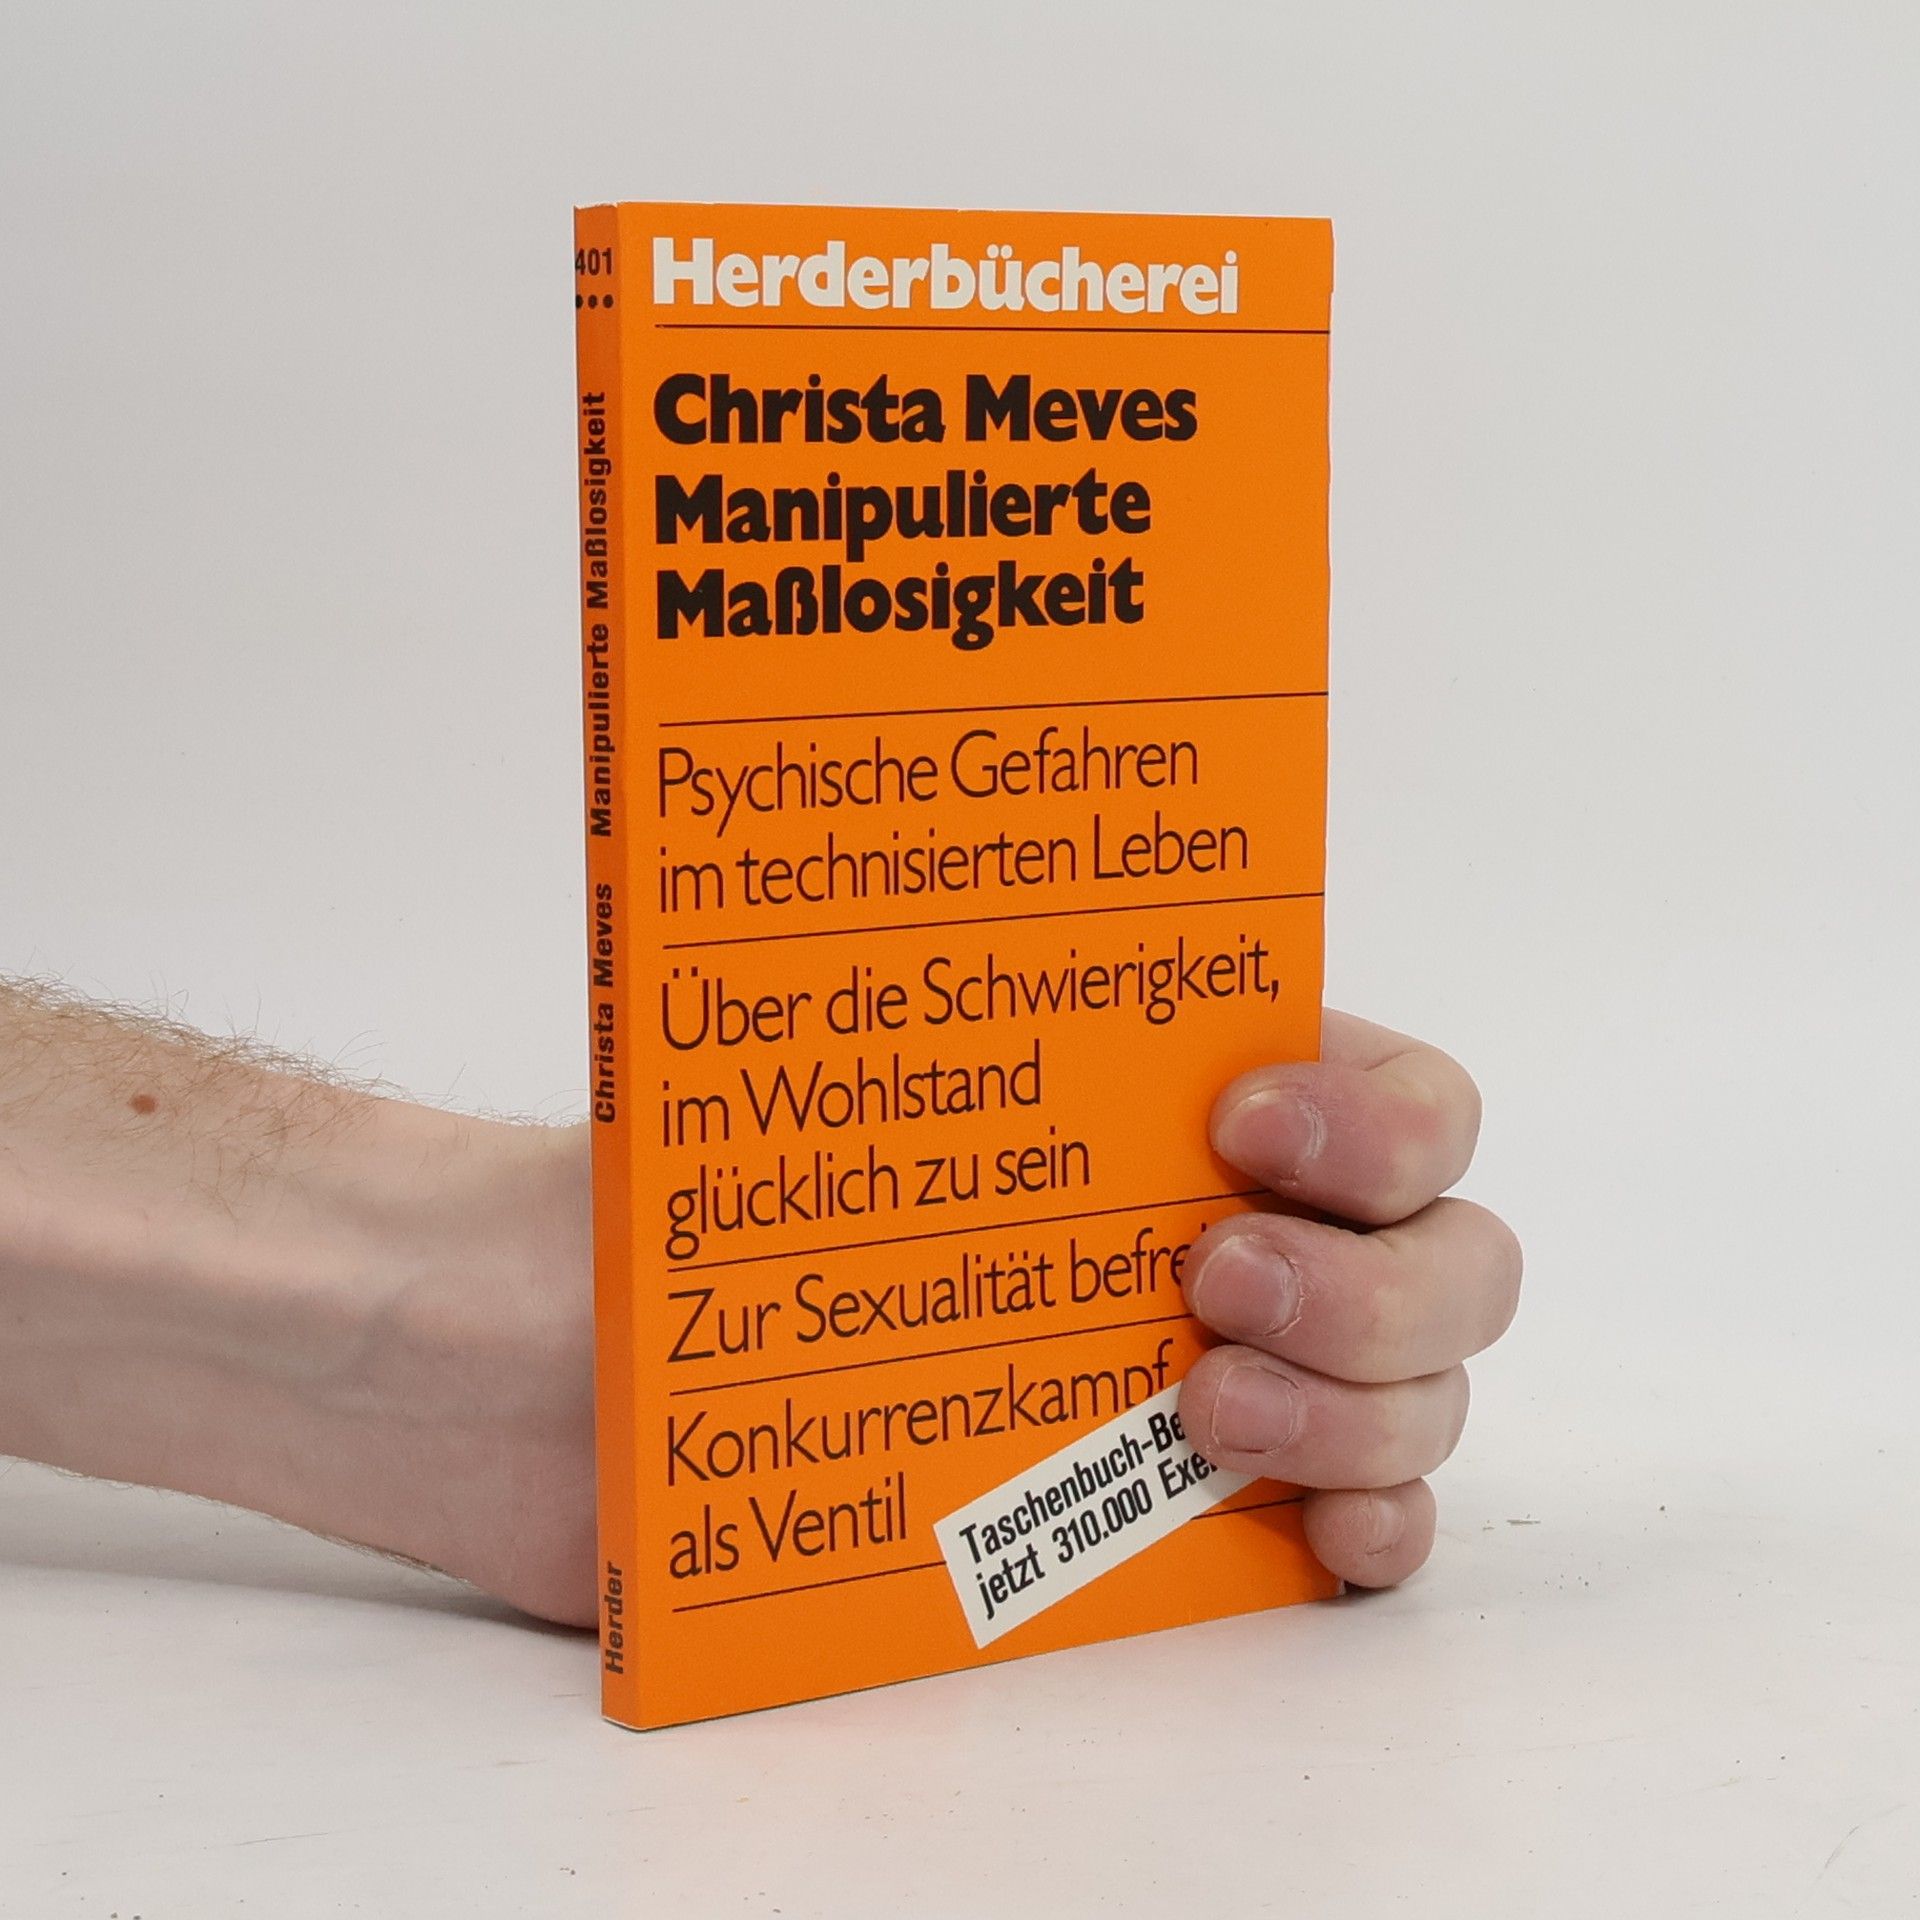 401
Christa Meves Manipulierte Maßlosigkeit
Herder
Herderbücherei
Christa Meves
Manipulierte
Maßlosigkeit
Psychische Gefahren
im technisierten Leben
Über die Schwierigkeit,
im Wohlstand
glücklich zu sein
Zur Sexualität
Konkurrenzkampf
als Ventil
jetzt 310.000